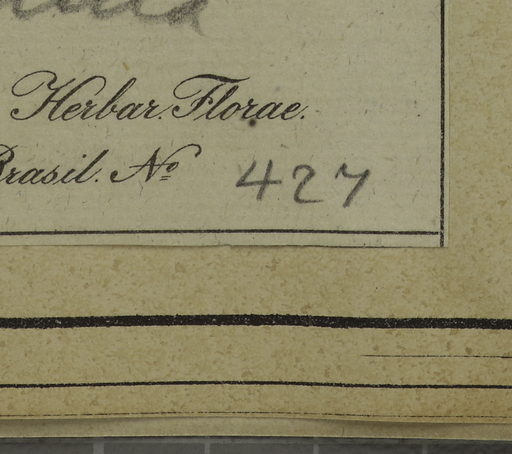 Herbar. Florae.
Brasil. Nº 427